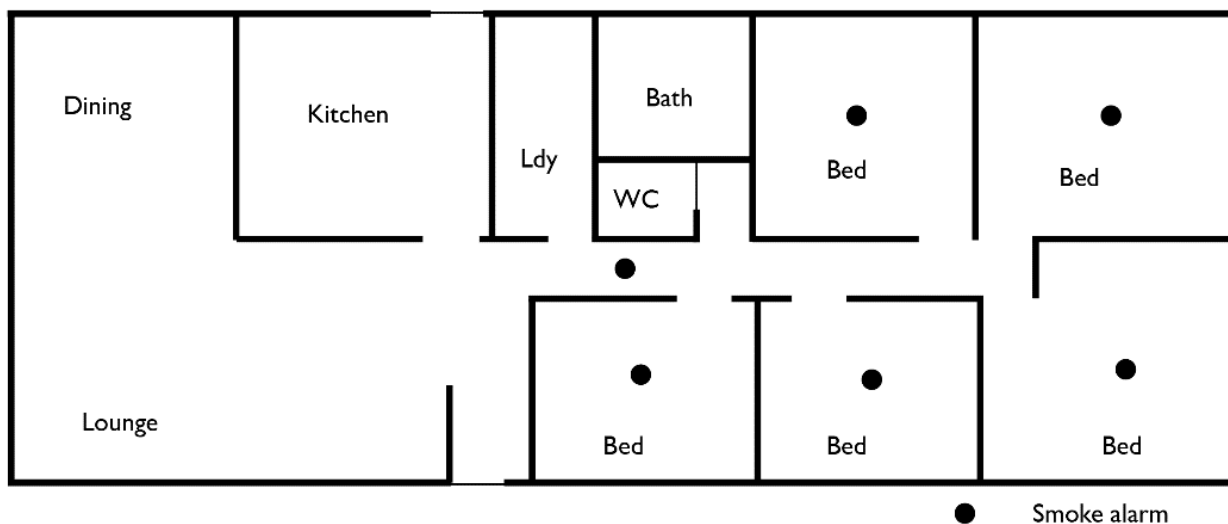 Dining
Kitchen
Bath
Ldy
WC
Bed
Bed
Lounge
Bed
Bed
Bed
Smoke alarm